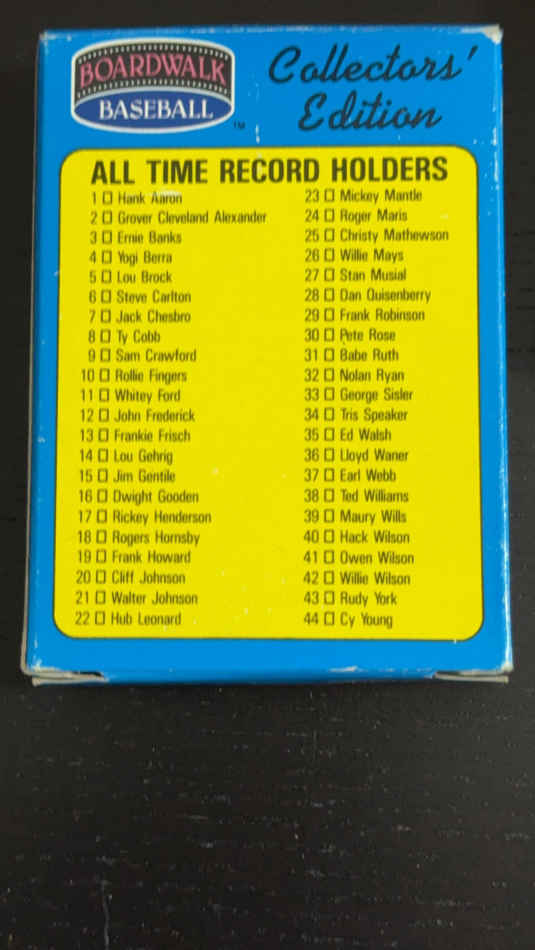 BOARDWALK
BASEBALL
TM
Collectors'
Edition
ALL TIME RECORD HOLDERS
1 Hank Aaron
2 Grover Cleveland Alexander
3 Ernie Banks
4 Yogi Berra
5 Lou Brock
6 Steve Carlton
7 Jack Chesbro
8 Ty Cobb
9 Sam Crawford
10 Rollie Fingers
11 Whitey Ford
12 John Frederick
13 Frankie Frisch
14 Lou Gehrig
15 Jim Gentile
16 Dwight Gooden
17 Rickey Henderson
18 Rogers Hornsby
19 Frank Howard
20 Cliff Johnson
21 Walter Johnson
22 Hub Leonard
23 Mickey Mantle
24 Roger Maris
25 Christy Mathewson
26 Willie Mays
27 Stan Musial
28 Dan Quisenberry
29 Frank Robinson
30 Pete Rose
31 Babe Ruth
32 Nolan Ryan
33 George Sisler
34 Tris Speaker
35 Ed Walsh
36 Lloyd Waner
37 Earl Webb
38 Ted Williams
39 Maury Wills
40 Hack Wilson
41 Owen Wilson
42 Willie Wilson
43 Rudy York
44 Cy Young